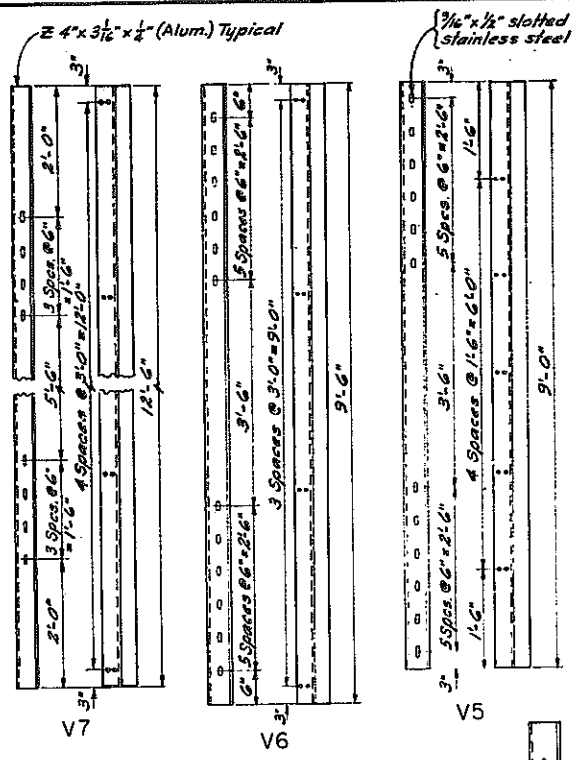 Z 4" x 3 1/16" x 1/4" (Alum.) Typical
9/16" x 1/2" slotted
stainless steel
3"
2'-0"
3 Spcs. @ 6"
= 1'-6"
5'-6"
3 Spcs. @ 6"
= 1'-6"
2'-0"
4 Spaces @ 3'-0" = 12'-0"
12'-6"
3"
V7
3"
6"
5 Spaces @ 6" = 2'-6"
3'-6"
5 Spaces @ 6" = 2'-6"
6"
3 Spaces @ 3'-0" = 9'-0"
9'-6"
3"
V6
3"
5 Spcs. @ 6" = 2'-6"
3'-6"
5 Spcs. @ 6" = 2'-6"
3"
1'-6"
4 Spaces @ 1'-6" = 6'-0"
1'-6"
9'-0"
V5